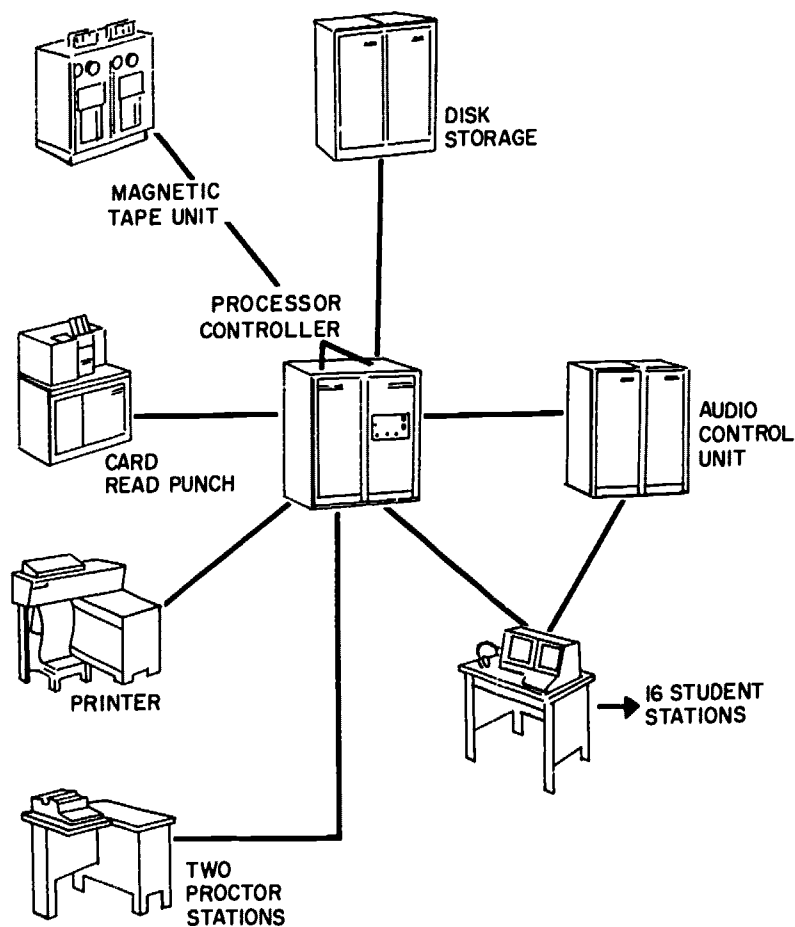 DISK
STORAGE
MAGNETIC
TAPE UNIT
PROCESSOR
CONTROLLER
AUDIO
CONTROL
UNIT
CARD
READ PUNCH
16 STUDENT
STATIONS
PRINTER
TWO
PROCTOR
STATIONS